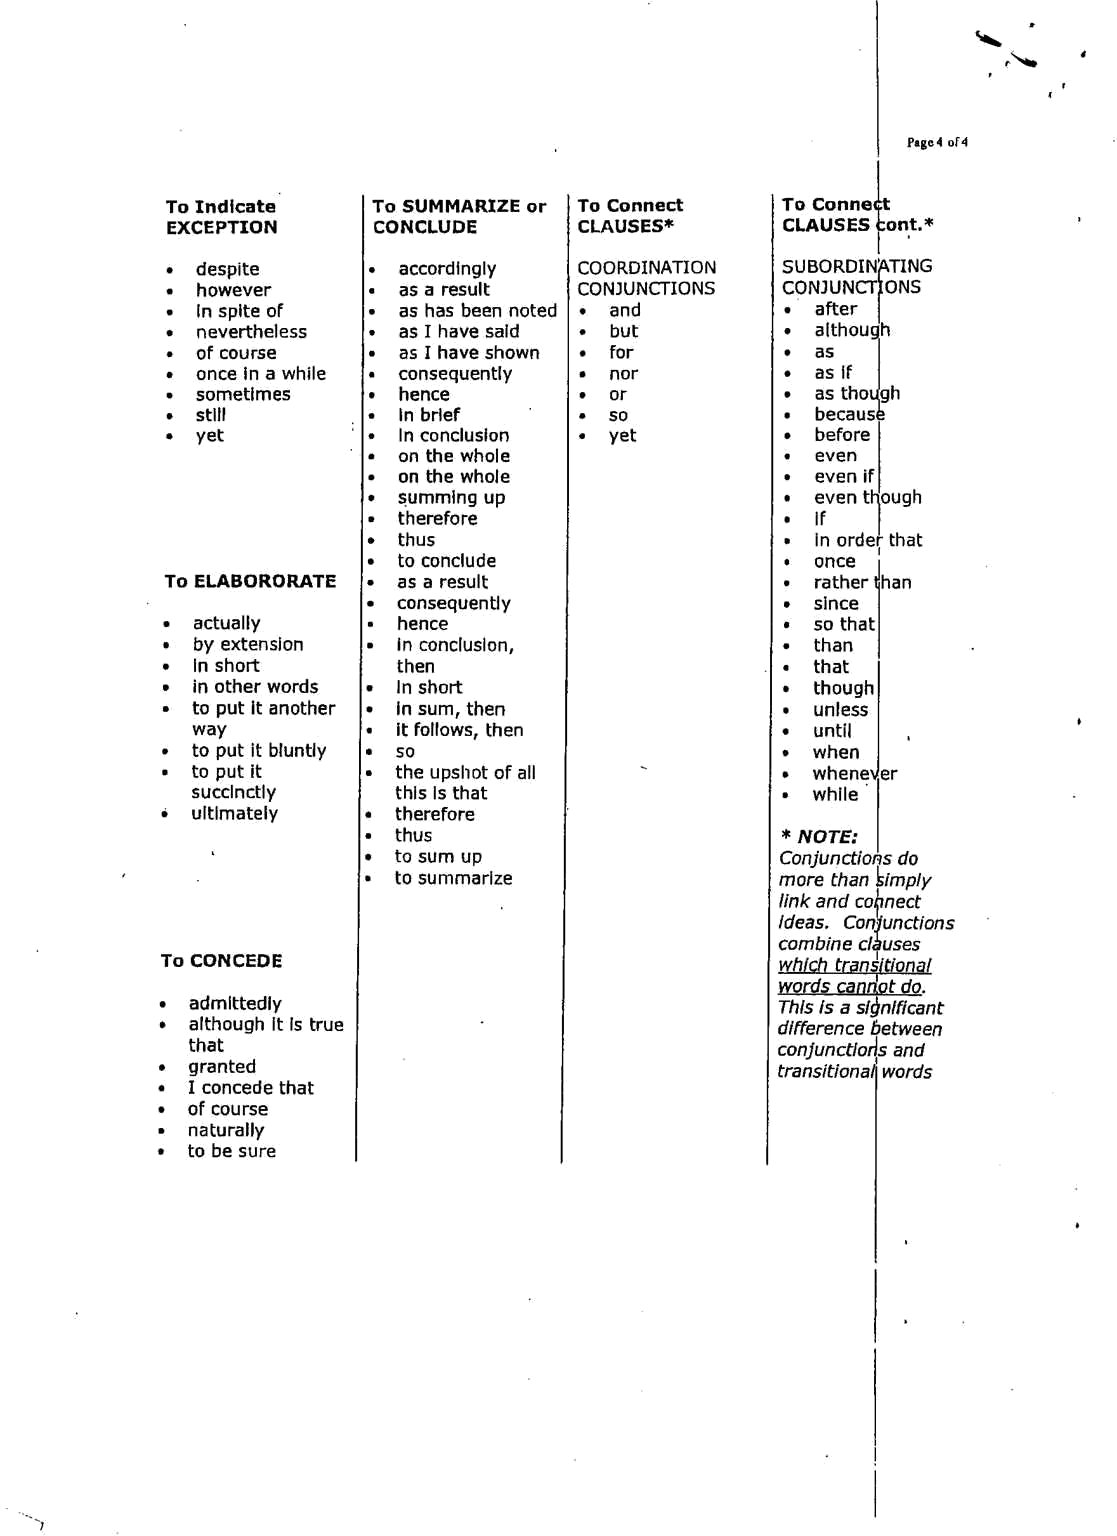 Page 4 of 4
To Indicate
EXCEPTION
• despite
• however
• in spite of
• nevertheless
• of course
• once in a while
• sometimes
• still
• yet
To ELABORORATE
• actually
• by extension
• in short
• in other words
• to put it another
way
• to put it bluntly
• to put it
succinctly
• ultimately
To CONCEDE
• admittedly
• although it is true
that
• granted
• I concede that
• of course
• naturally
• to be sure
To SUMMARIZE or
CONCLUDE
• accordingly
• as a result
• as has been noted
• as I have said
• as I have shown
• consequently
• hence
• in brief
• in conclusion
• on the whole
• on the whole
• summing up
• therefore
• thus
• to conclude
• as a result
• consequently
• hence
• in conclusion,
then
• in short
• in sum, then
• it follows, then
• so
• the upshot of all
this is that
• therefore
• thus
• to sum up
• to summarize
To Connect
CLAUSES*
COORDINATION
CONJUNCTIONS
• and
• but
• for
• nor
• or
• so
• yet
To Connect
CLAUSES cont.*
SUBORDINATING
CONJUNCTIONS
• after
• although
• as
• as if
• as though
• because
• before
• even
• even if
• even though
• if
• in order that
• once
• rather than
• since
• so that
• than
• that
• though
• unless
• until
• when
• whenever
• while
* NOTE:
Conjunctions do
more than simply
link and connect
ideas. Conjunctions
combine clauses
which transitional
words cannot do.
This is a significant
difference between
conjunctions and
transitional words